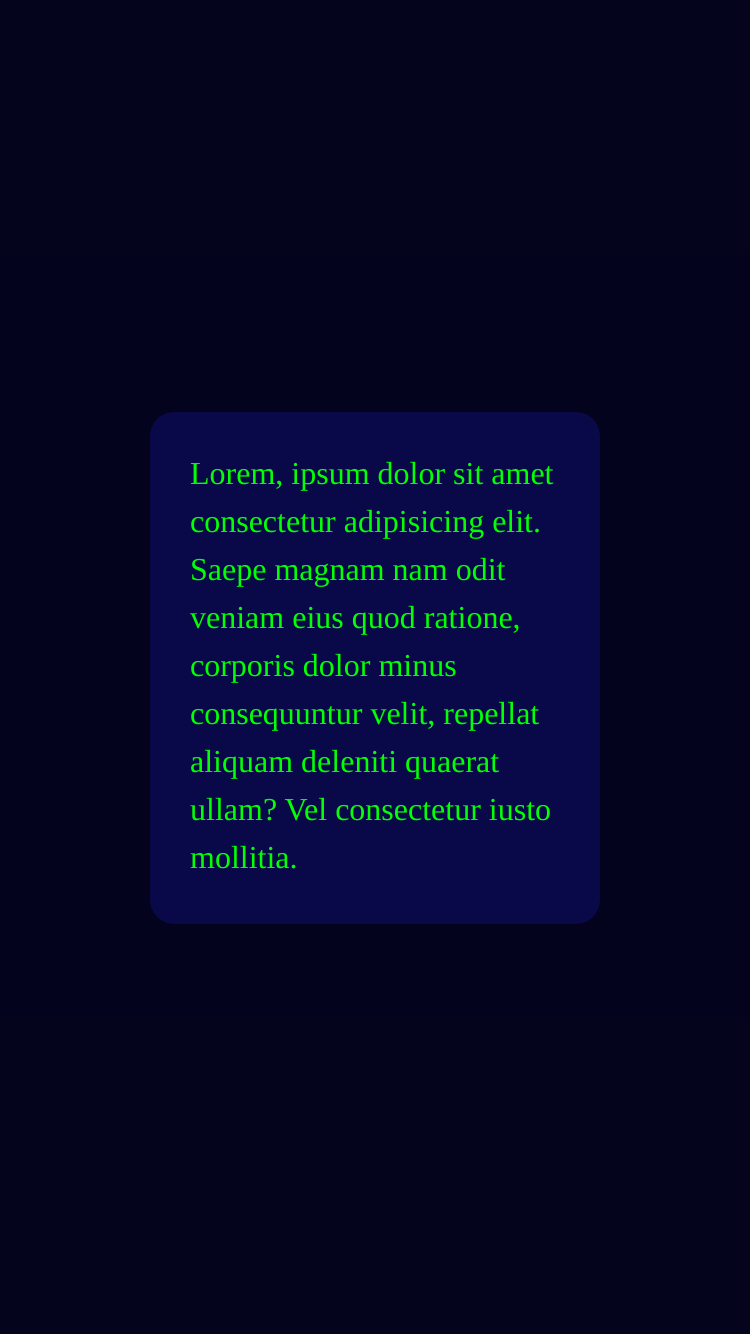 Lorem, ipsum dolor sit amet
consectetur adipisicing elit.
Saepe magnam nam odit
veniam eius quod ratione,
corporis dolor minus
consequuntur velit, repellat
aliquam deleniti quaerat
ullam? Vel consectetur iusto
mollitia.